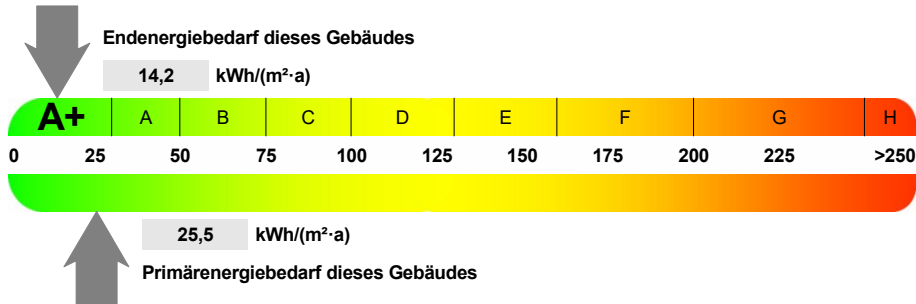 Endenergiebedarf dieses Gebäudes
14,2 kWh/(m²·a)
A+ A B C D E F G H
0 25 50 75 100 125 150 175 200 225 >250
25,5 kWh/(m²·a)
Primärenergiebedarf dieses Gebäudes